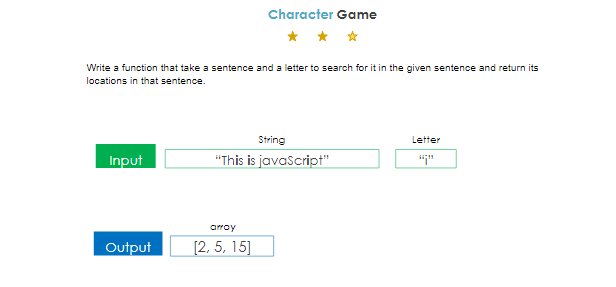 Character Game
Write a function that take a sentence and a letter to search for it in the given sentence and return its
locations in that sentence.
String Letter
Input "This is javaScript" "i"
array
Output [2, 5, 15]